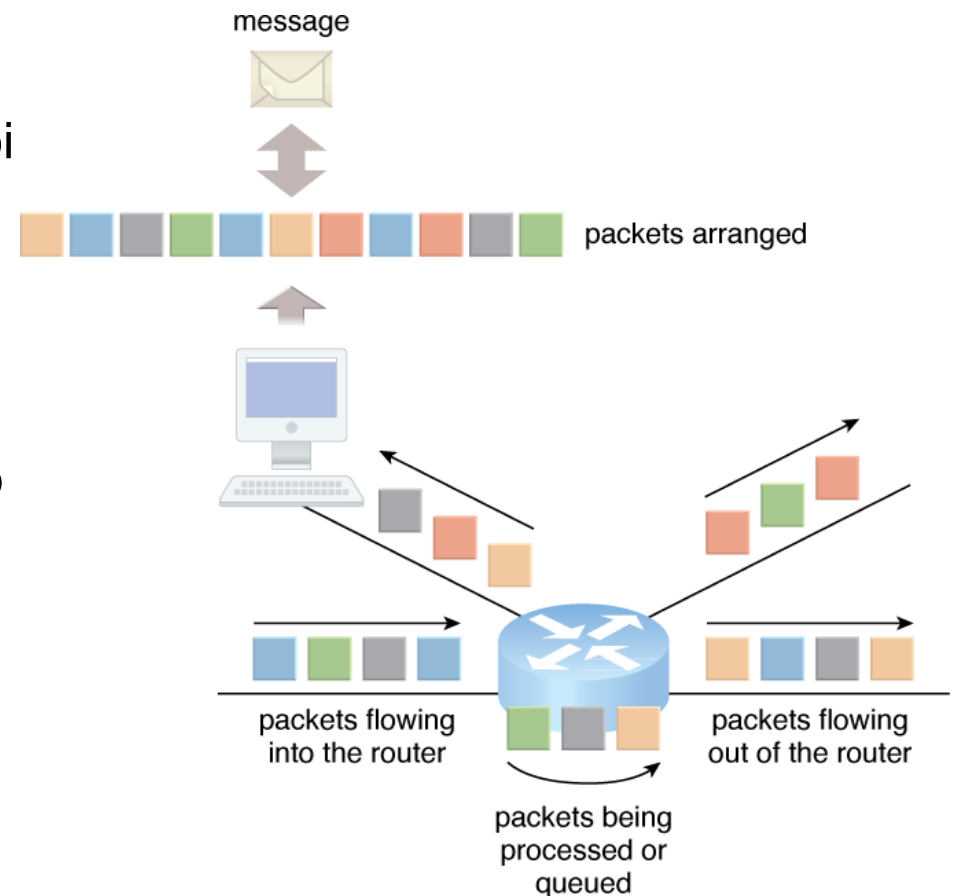 message
pi
packets arranged
packets flowing
into the router
packets flowing
out of the router
packets being
processed or
queued